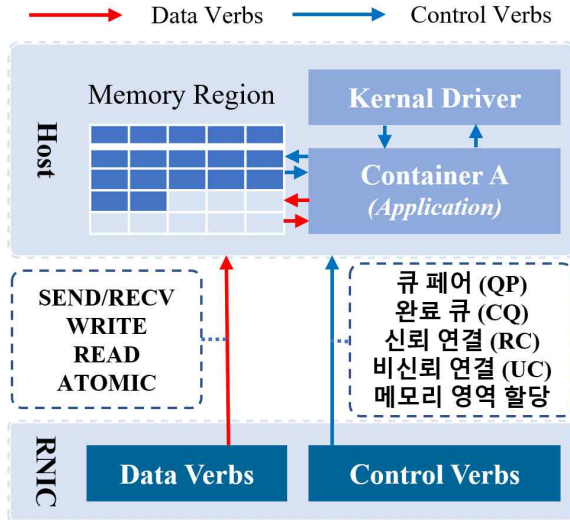 Data Verbs
Control Verbs
Host
Memory Region
Kernal Driver
Container A
(Application)
SEND/RECV
WRITE
READ
ATOMIC
큐 페어 (QP)
완료 큐 (CQ)
신뢰 연결 (RC)
비신뢰 연결 (UC)
메모리 영역 할당
RNIC
Data Verbs
Control Verbs